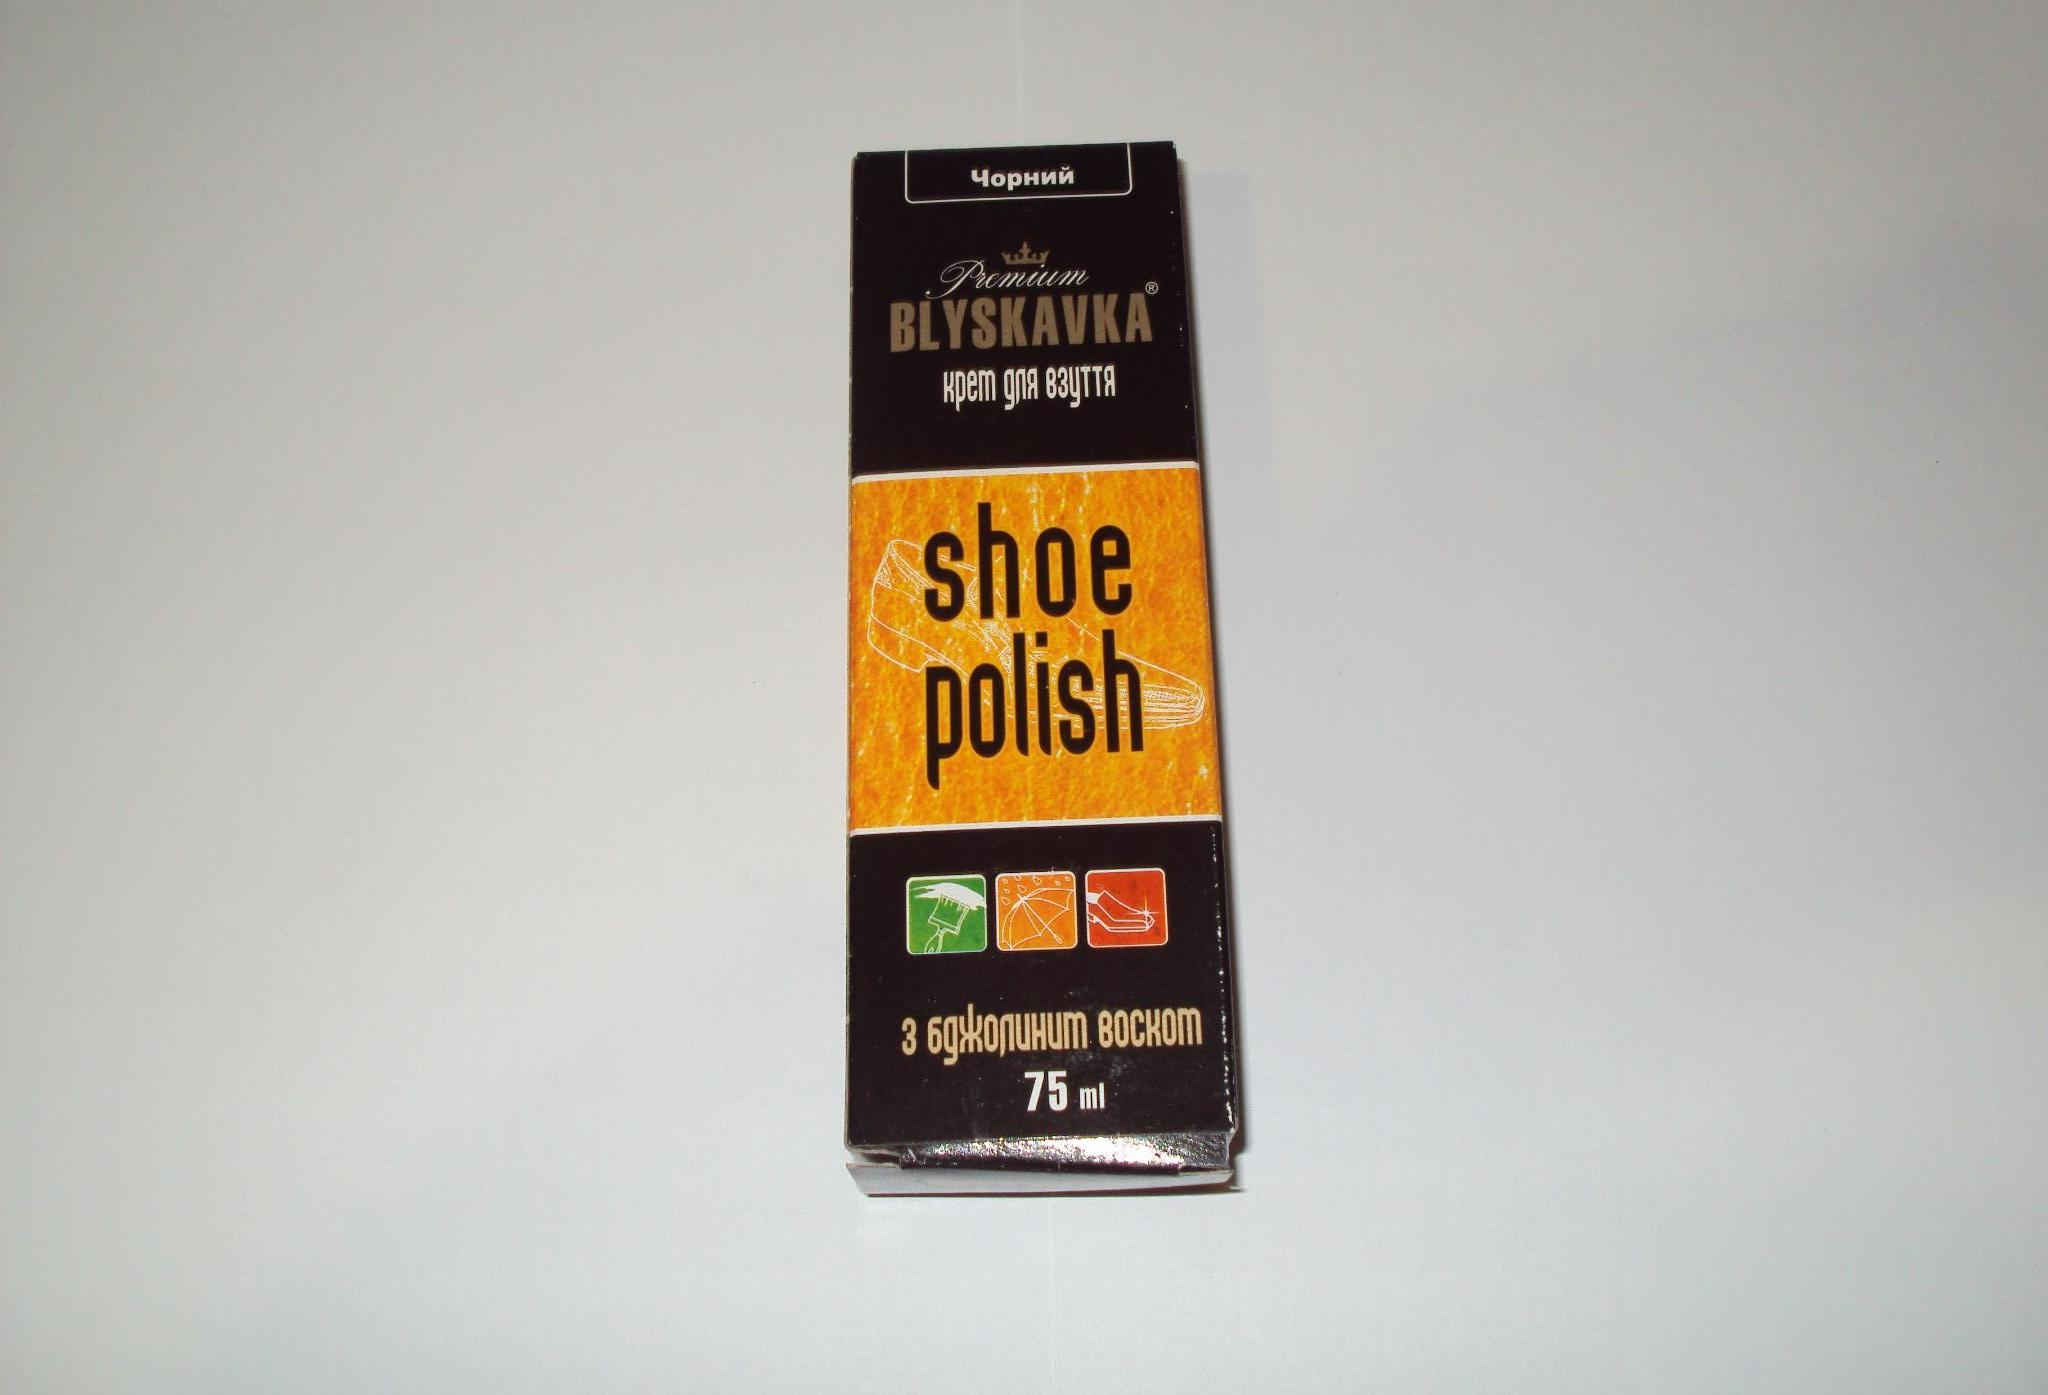 Чорний
Premium
BLYSKAVKA®
крем для взуття
shoe
polish
з бджолиним воском
75 ml